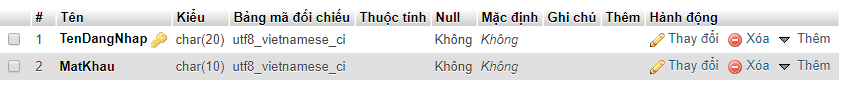 # Tên Kiểu Bảng mã đối chiếu Thuộc tính Null Mặc định Ghi chú Thêm Hành động
1 TenDangNhap char(20) utf8_vietnamese_ci Không Không Thay đổi Xóa Thêm
2 MatKhau char(10) utf8_vietnamese_ci Không Không Thay đổi Xóa Thêm